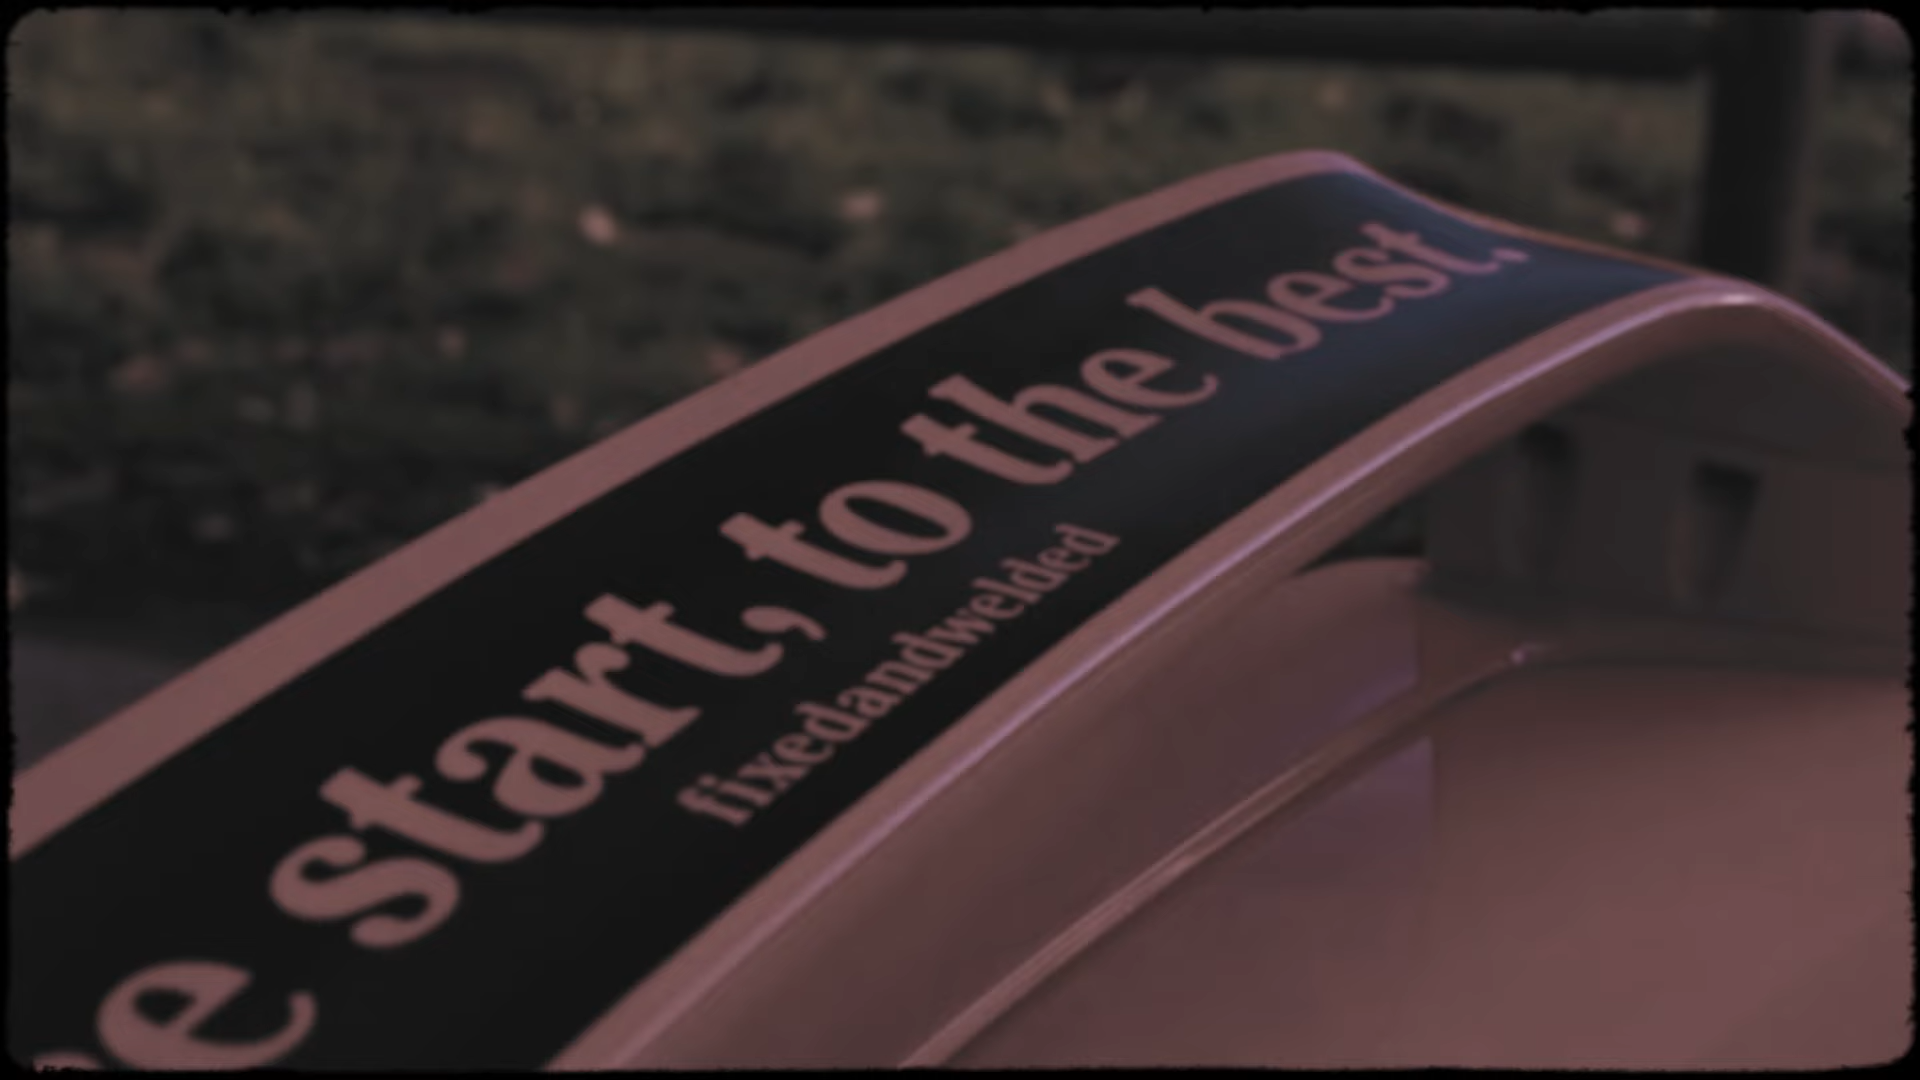 e start, to the best.
fixedandwelded